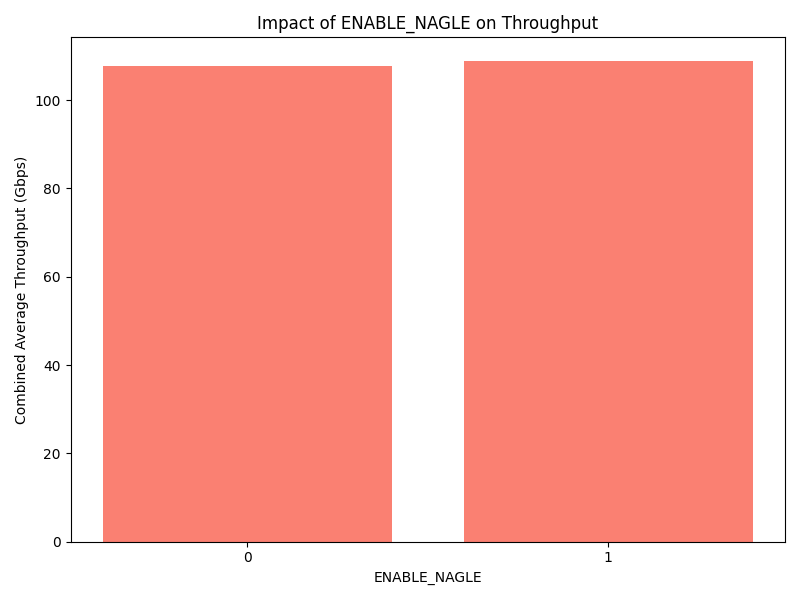 Impact of ENABLE_NAGLE on Throughput
Combined Average Throughput (Gbps)
100
80
60
40
20
0
0 1
ENABLE_NAGLE